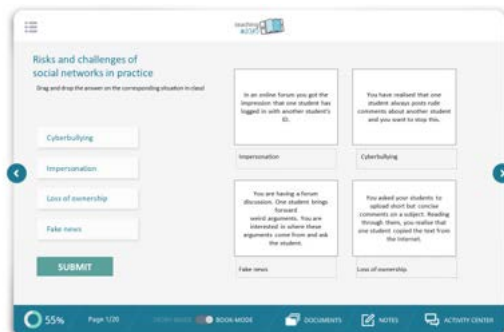 teaching
Risks and challenges of
social networks in practice
Drag and drop the answer on the corresponding situation in class!
Cyberbullying
Impersonation
Loss of ownership
Fake news
SUBMIT
In an online forum you got the
impression that one student has
logged in with another student's
ID.
Impersonation
You have realised that one
student always posts rude
comments about another student
and you want to stop this.
Cyberbullying
You are having a forum
discussion. One student brings
forward
weird arguments. You are
interested in where these
arguments come from and ask
the student.
Fake news
You asked your students to
upload short but concise
comments on a subject. Reading
through them, you realise that
one student copied the text from
the Internet.
Loss of ownership
55%
Page 1/20
BOOK-MODE
DOCUMENTS
NOTES
ACTIVITY CENTER